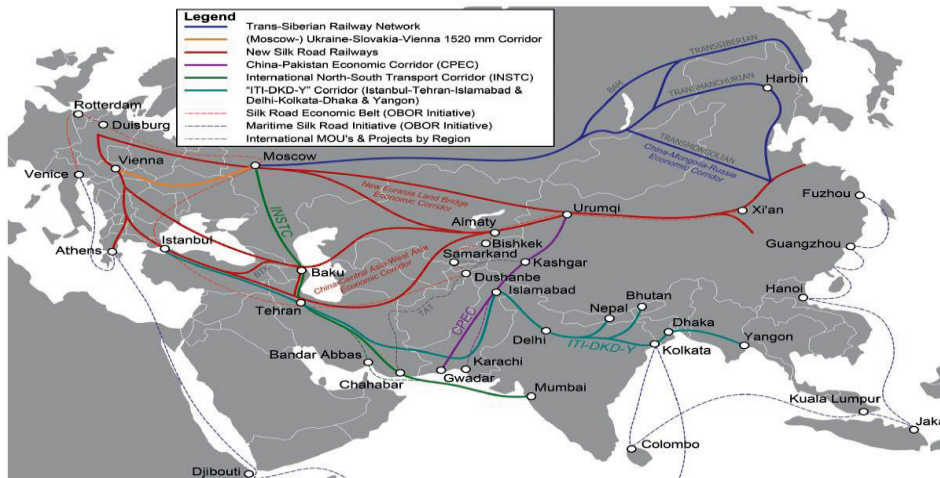 Legend
Trans-Siberian Railway Network
(Moscow-) Ukraine-Slovakia-Vienna 1520 mm Corridor
New Silk Road Railways
China-Pakistan Economic Corridor (CPEC)
International North-South Transport Corridor (INSTC)
"ITI-DKD-Y" Corridor (Istanbul-Tehran-Islamabad &
Delhi-Kolkata-Dhaka & Yangon)
Silk Road Economic Belt (OBOR Initiative)
Maritime Silk Road Initiative (OBOR Initiative)
International MOU's & Projects by Region
TRANSSIBERIAN
BAM
TRANSMANCHURIAN
Harbin
TRANSMONGOLIAN
China-Mongolia-Russia
Economic Corridor
Rotterdam
Duisburg
Vienna
Venice
Moscow
New Eurasia Land Bridge
Economic Corridor
Urumqi
Xi'an
Fuzhou
Guangzhou
Hanoi
INSTC
Almaty
Bishkek
Samarkand
Kashgar
Dushanbe
Islamabad
Athens
Istanbul
BTK
Baku
China-Central Asia-West Asia
Economic Corridor
Tehran
TAT
CPEC
Nepal
Bhutan
Delhi
ITI-DKD-Y
Dhaka
Kolkata
Yangon
Bandar Abbas
Chahabar
Karachi
Gwadar
Mumbai
Kuala Lumpur
Jaka
Colombo
Djibouti